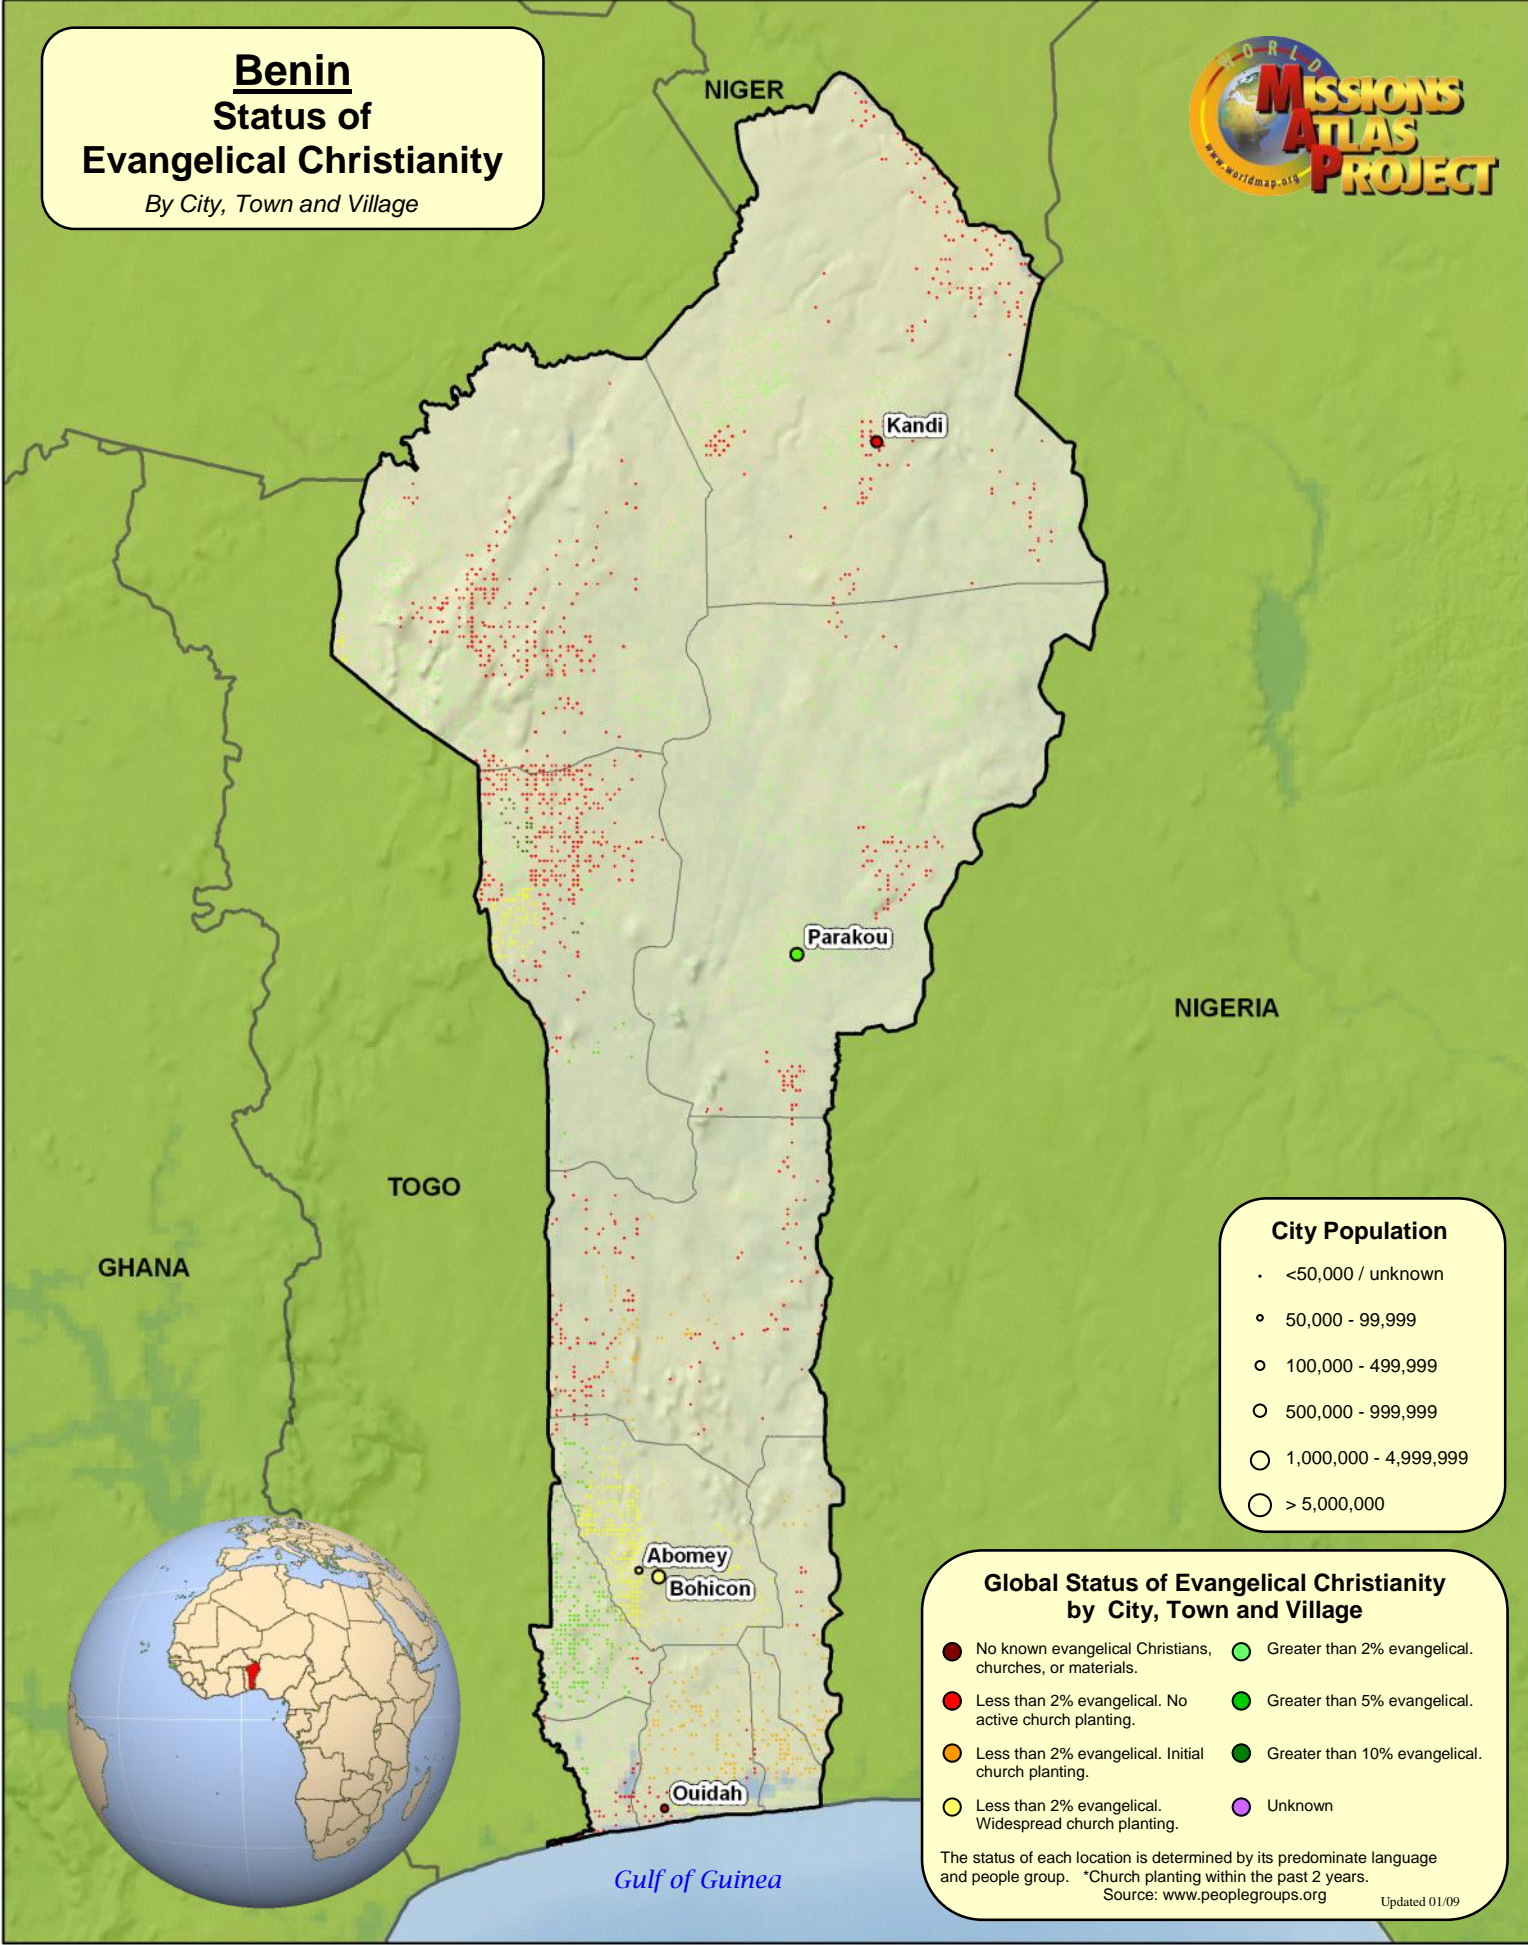 Benin
Status of
Evangelical Christianity
By City, Town and Village
WORLD
MISSIONS
ATLAS
PROJECT
www.worldmap.org
NIGER
Kandi
Parakou
NIGERIA
TOGO
GHANA
Abomey
Bohicon
Ouidah
Gulf of Guinea
City Population
<50,000 / unknown
50,000 - 99,999
100,000 - 499,999
500,000 - 999,999
1,000,000 - 4,999,999
> 5,000,000
Global Status of Evangelical Christianity
by City, Town and Village
No known evangelical Christians,
churches, or materials.
Less than 2% evangelical. No
active church planting.
Less than 2% evangelical. Initial
church planting.
Less than 2% evangelical.
Widespread church planting.
Greater than 2% evangelical.
Greater than 5% evangelical.
Greater than 10% evangelical.
Unknown
The status of each location is determined by its predominate language
and people group. *Church planting within the past 2 years.
Source: www.peoplegroups.org
Updated 01/09